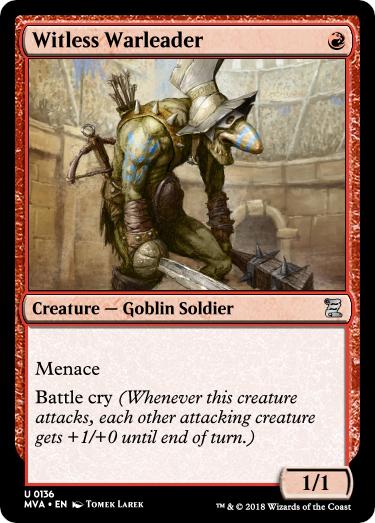 Witless Warleader
Creature — Goblin Soldier
Menace
Battle cry (Whenever this creature
attacks, each other attacking creature
gets +1/+0 until end of turn.)
1/1
U 0136
MVA • EN Tomek Larek
™ & © 2018 Wizards of the Coast